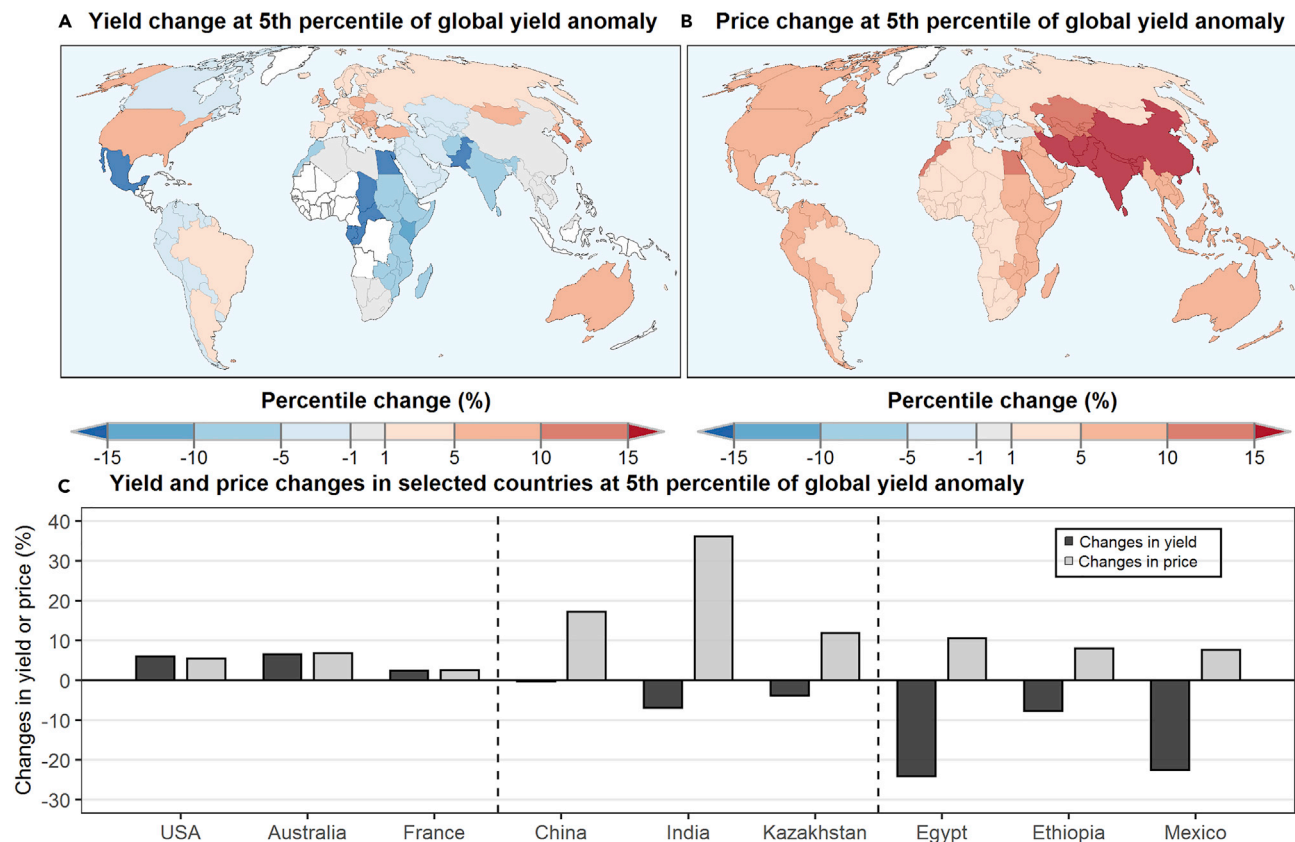 A Yield change at 5th percentile of global yield anomaly
B Price change at 5th percentile of global yield anomaly
Percentile change (%)
-15 -10 -5 -1 1 5 10 15
Percentile change (%)
-15 -10 -5 -1 1 5 10 15
C Yield and price changes in selected countries at 5th percentile of global yield anomaly
Changes in yield or price (%)
40
30
20
10
0
-10
-20
-30
Changes in yield
Changes in price
USA Australia France China India Kazakhstan Egypt Ethiopia Mexico